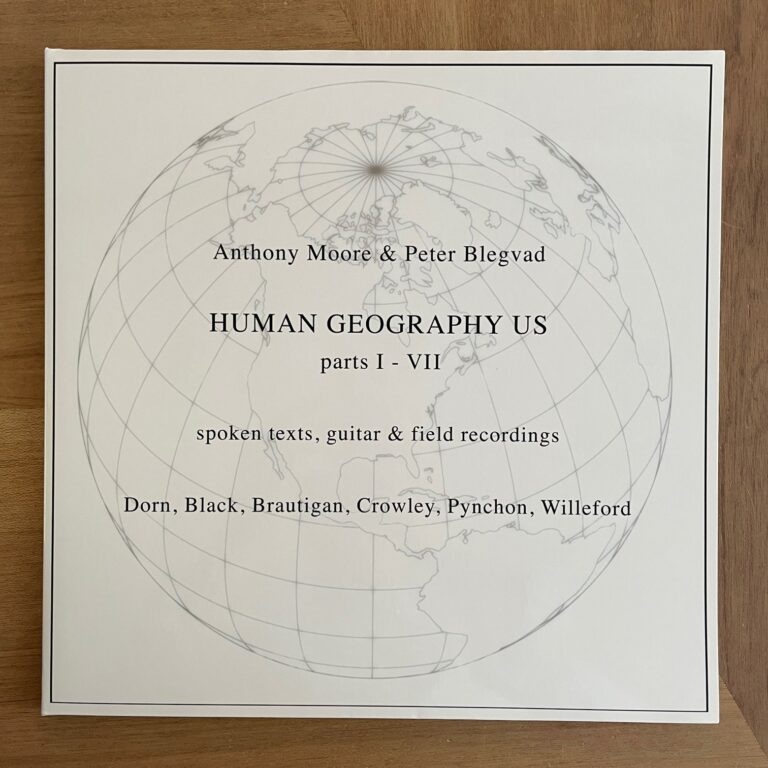 Anthony Moore & Peter Blegvad
HUMAN GEOGRAPHY US
parts I - VII
spoken texts, guitar & field recordings
Dorn, Black, Brautigan, Crowley, Pynchon, Willeford